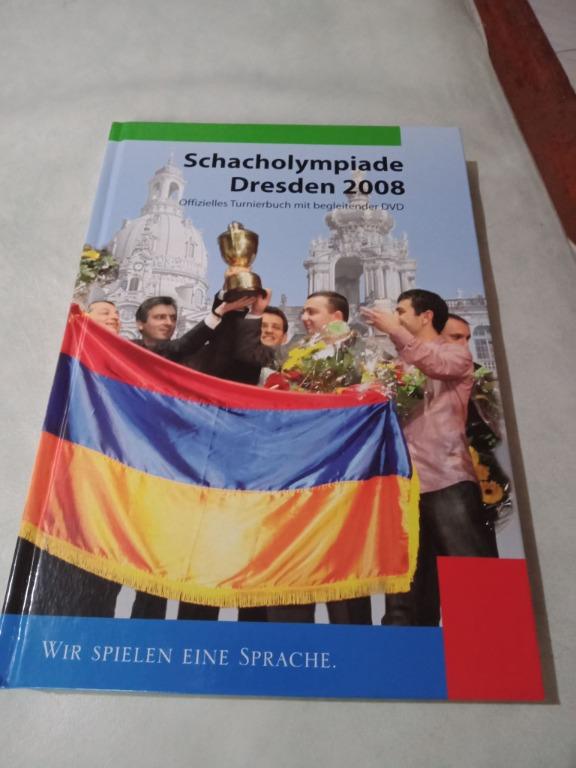 Schacholympiade
Dresden 2008
Offizielles Turnierbuch mit begleitender DVD
WIR SPIELEN EINE SPRACHE.